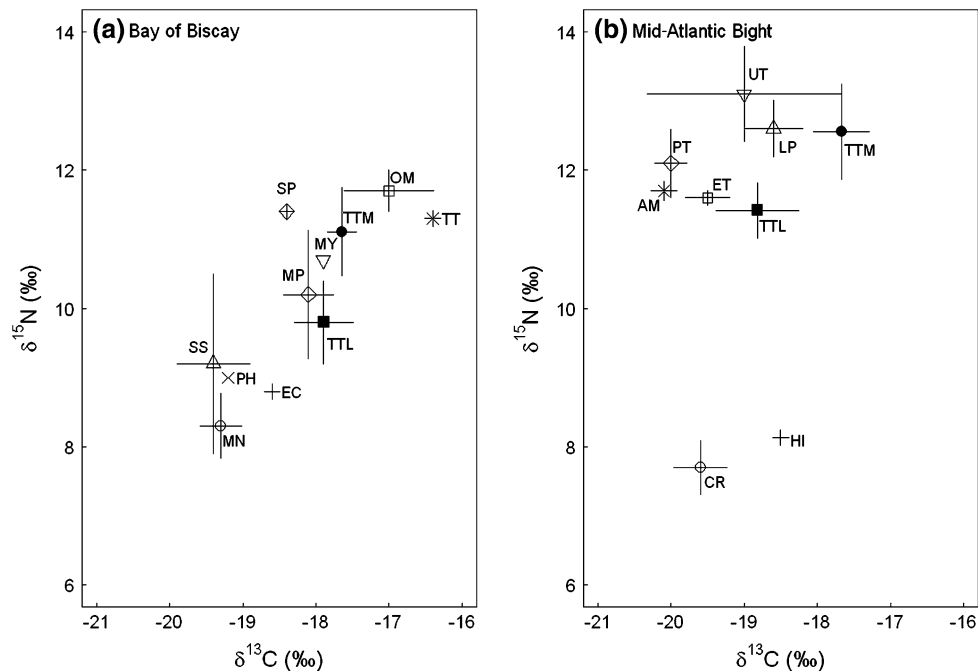 (a) Bay of Biscay
14
12
10
8
6
δ15N (‰)
SP
OM
TTM
TT
MY
MP
TTL
SS
PH
EC
MN
-21 -20 -19 -18 -17 -16
δ13C (‰)
(b) Mid-Atlantic Bight
14
12
10
8
6
δ15N (‰)
UT
LP
TTM
PT
ET
AM
TTL
HI
CR
-21 -20 -19 -18 -17 -16
δ13C (‰)